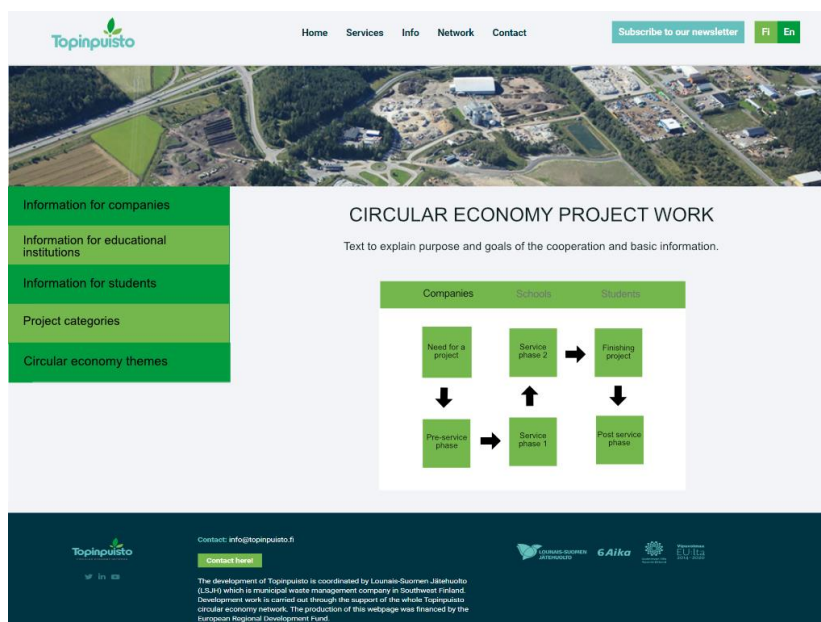 Topinpuisto
Home Services Info Network Contact
Subscribe to our newsletter
Fi En
Information for companies
Information for educational
institutions
Information for students
Project categories
Circular economy themes
CIRCULAR ECONOMY PROJECT WORK
Text to explain purpose and goals of the cooperation and basic information.
Companies Schools Students
Need for a
project
Service
phase 2
Finishing
project
Pre-service
phase
Service
phase 1
Post service
phase
Topinpuisto
Contact: info@topinpuisto.fi
Contact here!
The development of Topinpuisto is coordinated by Lounais-Suomen Jätehuolto
(LSJH) which is municipal waste management company in Southwest Finland.
Development work is carried out through the support of the whole Topinpuisto
circular economy network. The production of this webpage was financed by the
European Regional Development Fund.
LOUNAIS-SUOMEN
JÄTEHUOLTO
6Aika
EU:lta
2014 - 2020